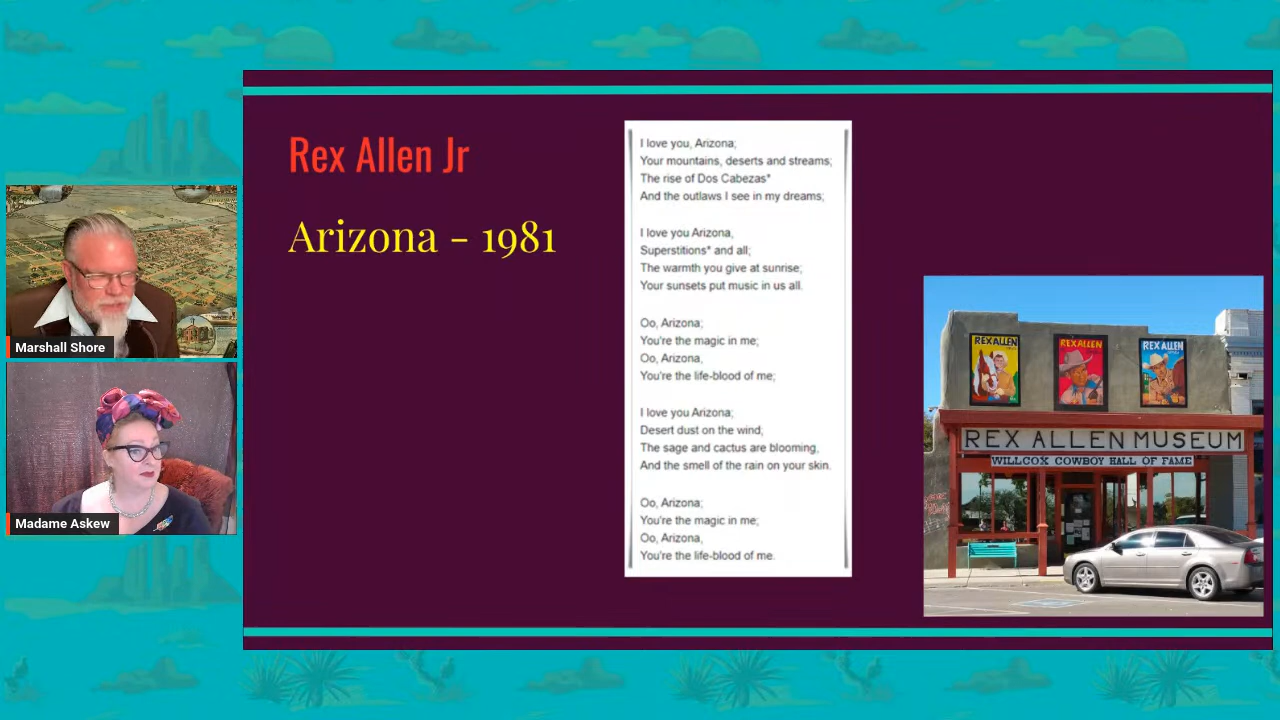 Rex Allen Jr
Arizona - 1981
I love you, Arizona;
Your mountains, deserts and streams;
The rise of Dos Cabezas*
And the outlaws I see in my dreams;
I love you Arizona,
Superstitions* and all;
The warmth you give at sunrise;
Your sunsets put music in us all.
Oo, Arizona;
You're the magic in me;
Oo, Arizona,
You're the life-blood of me;
I love you Arizona;
Desert dust on the wind;
The sage and cactus are blooming,
And the smell of the rain on your skin.
Oo, Arizona;
You're the magic in me;
Oo, Arizona,
You're the life-blood of me.
REX ALLEN
REX ALLEN
REX ALLEN
REX ALLEN MUSEUM
WILLCOX COWBOY HALL OF FAME
Marshall Shore
Madame Askew